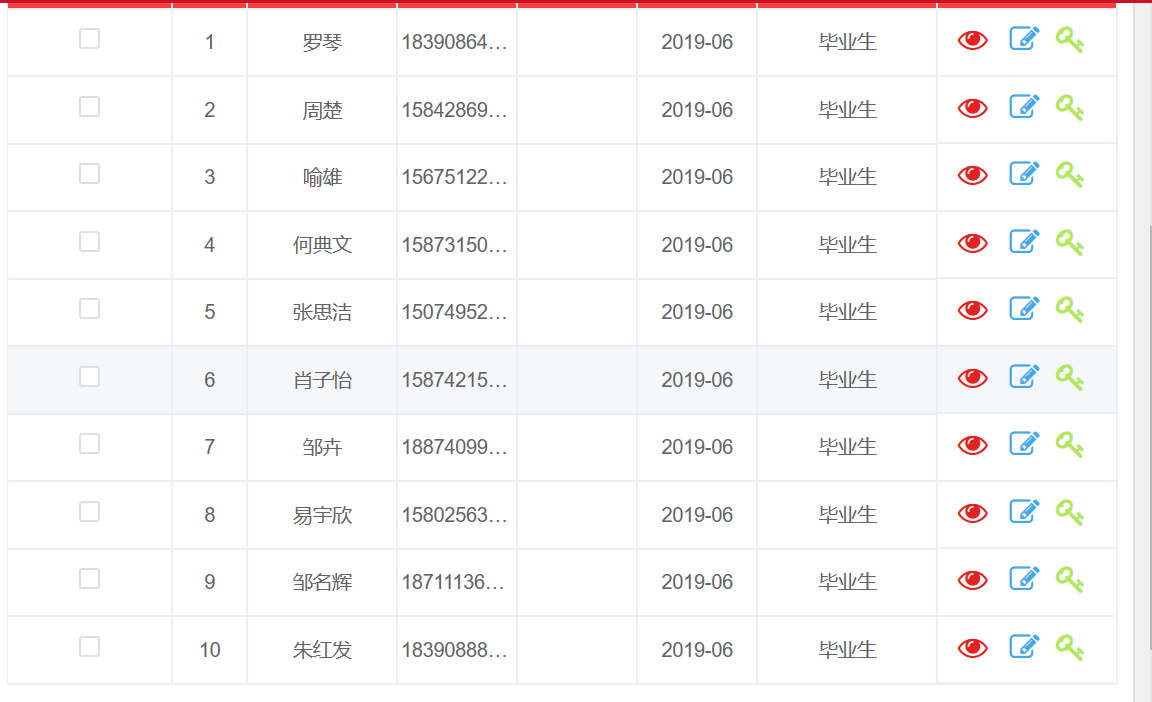 1 罗琴 18390864... 2019-06 毕业生
2 周楚 15842869... 2019-06 毕业生
3 喻雄 15675122... 2019-06 毕业生
4 何典文 15873150... 2019-06 毕业生
5 张思洁 15074952... 2019-06 毕业生
6 肖子怡 15874215... 2019-06 毕业生
7 邹卉 18874099... 2019-06 毕业生
8 易宇欣 15802563... 2019-06 毕业生
9 邹名辉 18711136... 2019-06 毕业生
10 朱红发 18390888... 2019-06 毕业生